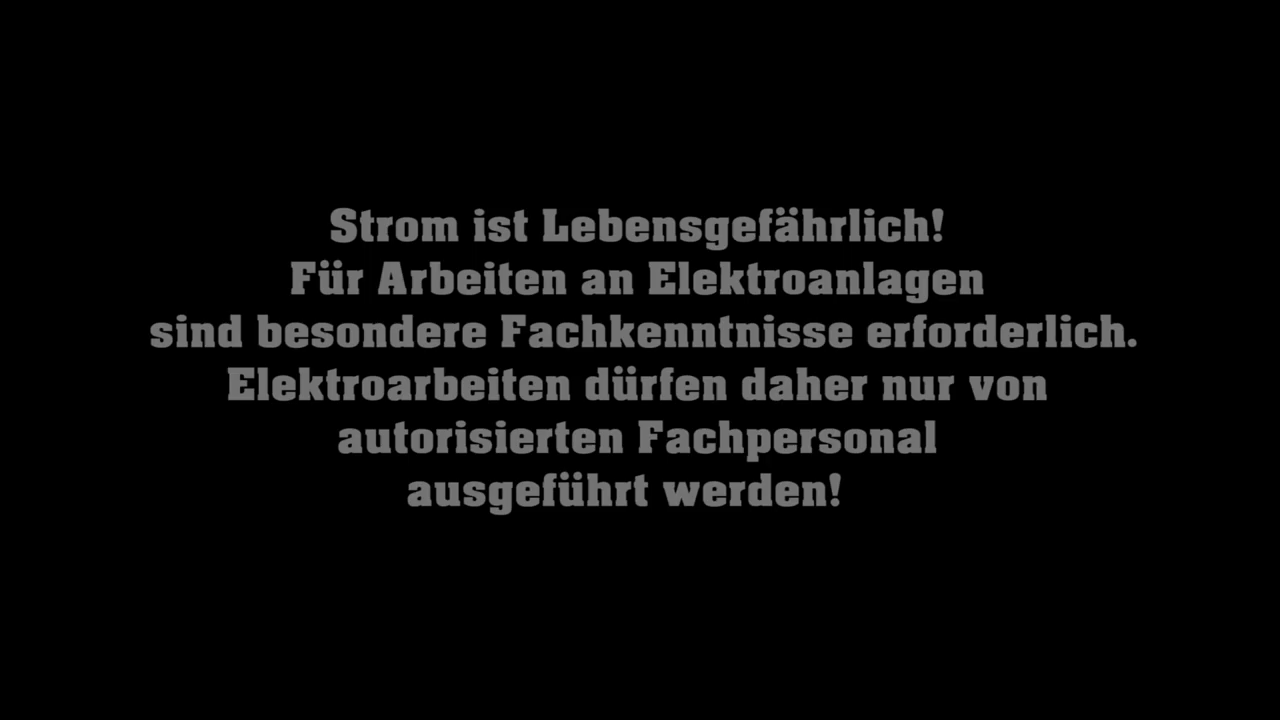 Strom ist Lebensgefährlich!
Für Arbeiten an Elektroanlagen
sind besondere Fachkenntnisse erforderlich.
Elektroarbeiten dürfen daher nur von
autorisierten Fachpersonal
ausgeführt werden!